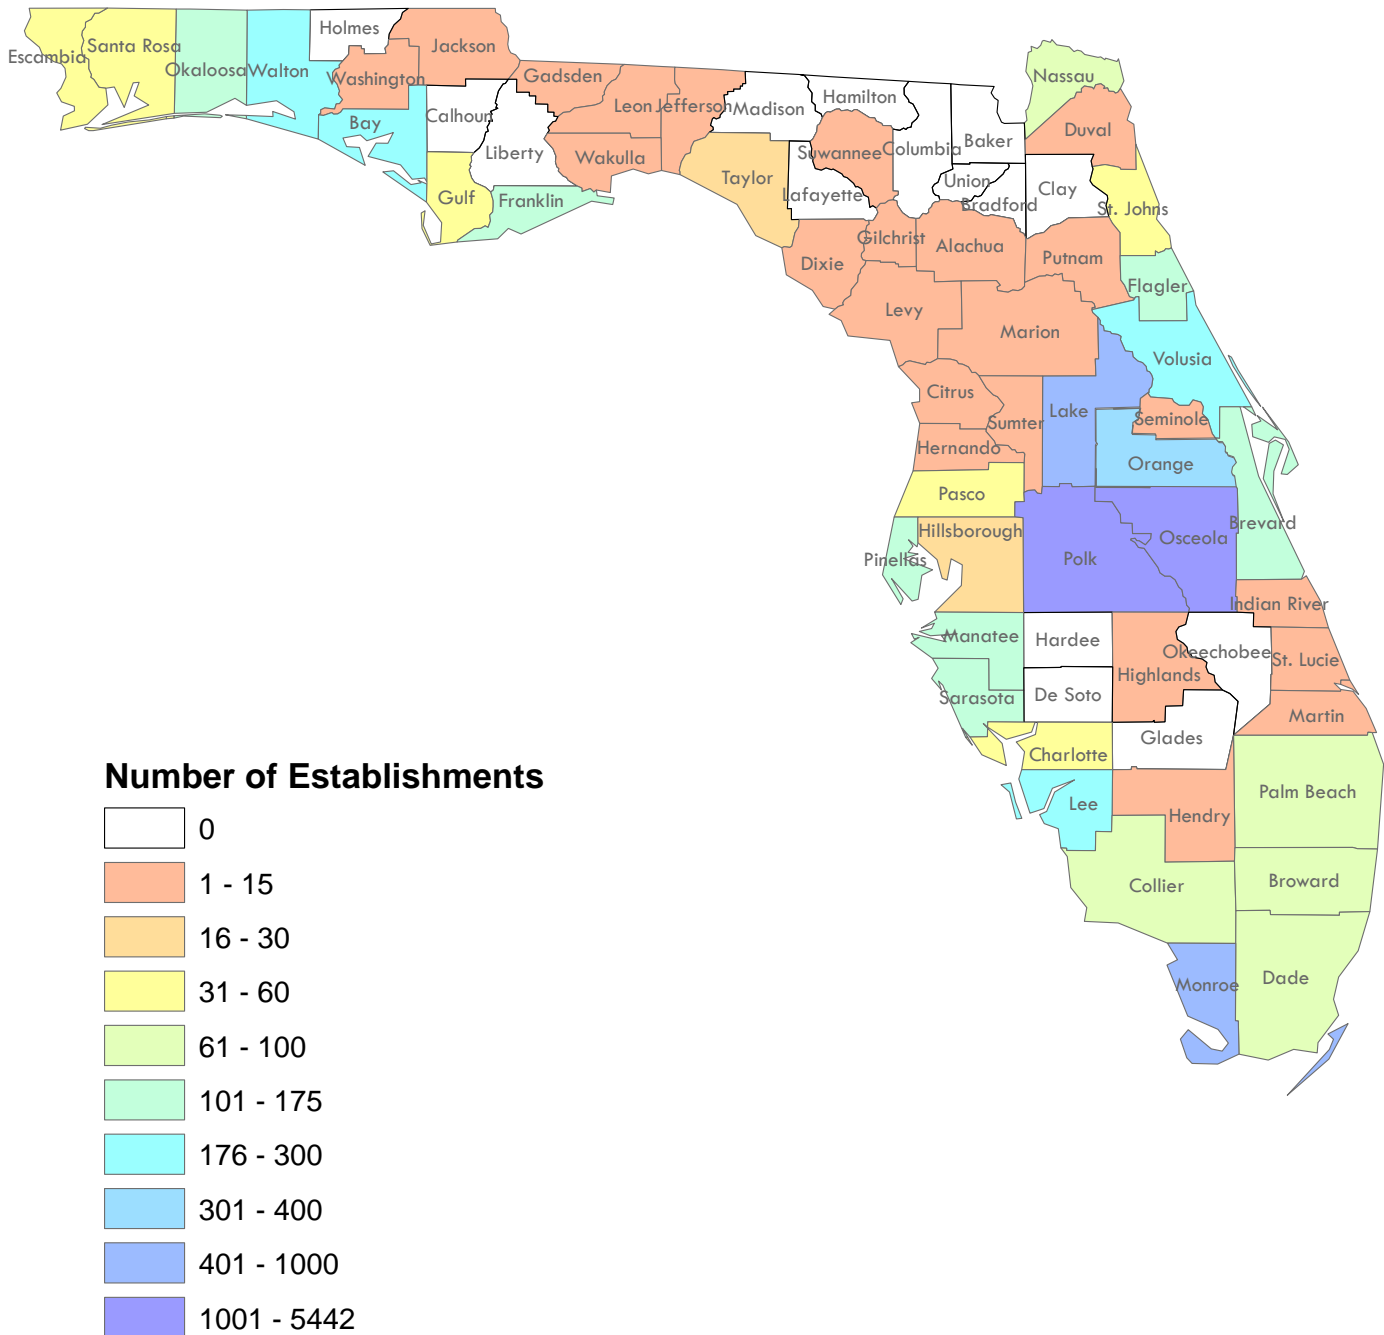 Holmes
Jackson
Santa Rosa
Escambia
Okaloosa
Walton
Washington
Gadsden
Nassau
Leon
Jefferson
Madison
Hamilton
Calhoun
Bay
Duval
Liberty
Wakulla
Suwannee
Columbia
Baker
Taylor
Lafayette
Union
Clay
Gulf
Franklin
Bradford
St. Johns
Gilchrist
Alachua
Dixie
Putnam
Flagler
Levy
Marion
Volusia
Citrus
Lake
Sumter
Seminole
Hernando
Orange
Pasco
Hillsborough
Brevard
Osceola
Pinellas
Polk
Indian River
Manatee
Hardee
Okeechobee
St. Lucie
Highlands
Sarasota
De Soto
Martin
Glades
Charlotte
Palm Beach
Lee
Hendry
Collier
Broward
Monroe
Dade
Number of Establishments
0
1 - 15
16 - 30
31 - 60
61 - 100
101 - 175
176 - 300
301 - 400
401 - 1000
1001 - 5442